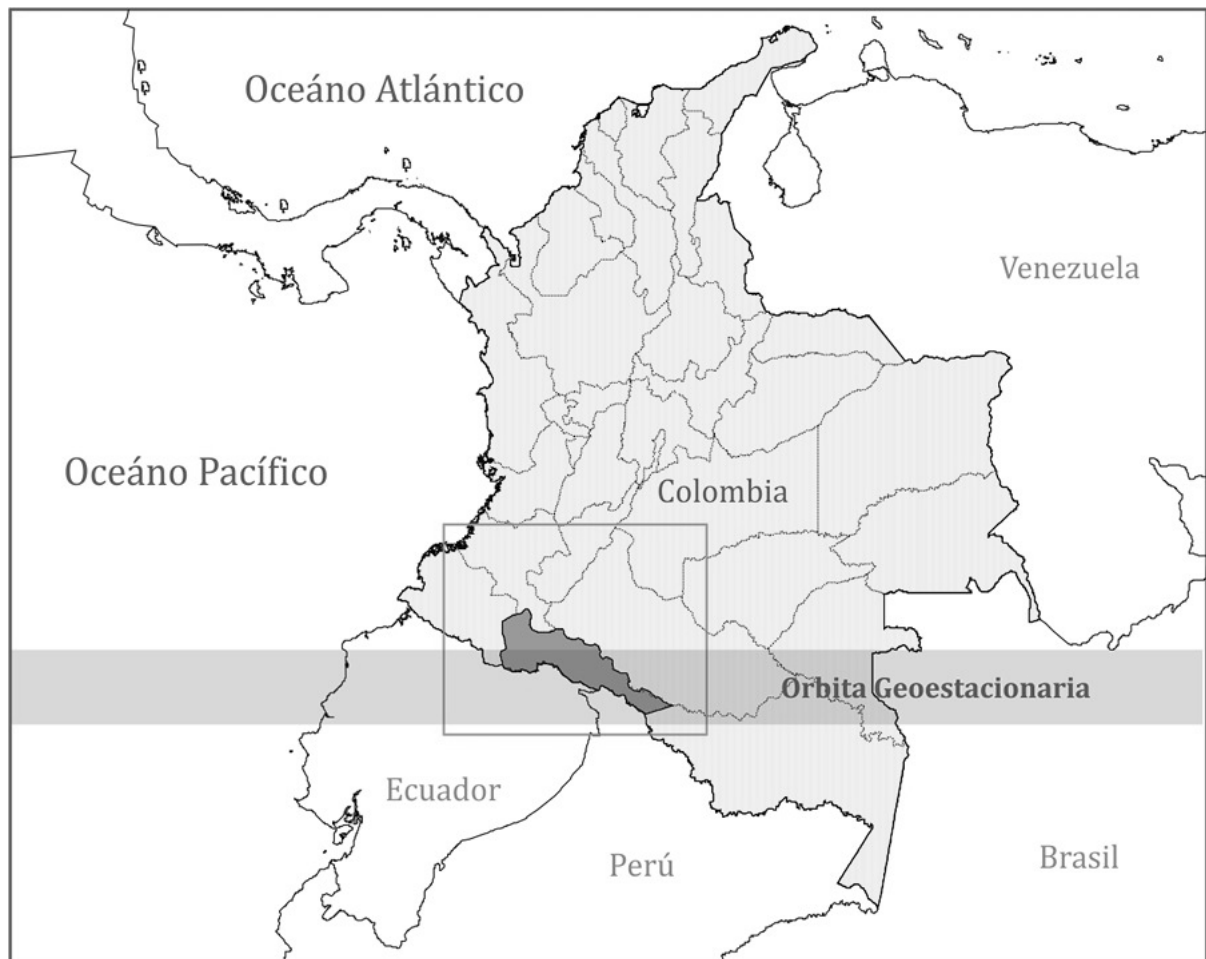 Oceáno Atlántico
Venezuela
Oceáno Pacífico
Colombia
Orbita Geoestacionaria
Ecuador
Perú
Brasil